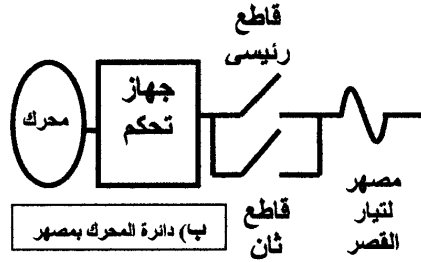 قاطع
رئيسى
جهاز
تحكم
محرك
مصهر
لتيار
القصر
قاطع
ثان
ب) دائرة المحرك بمصهر